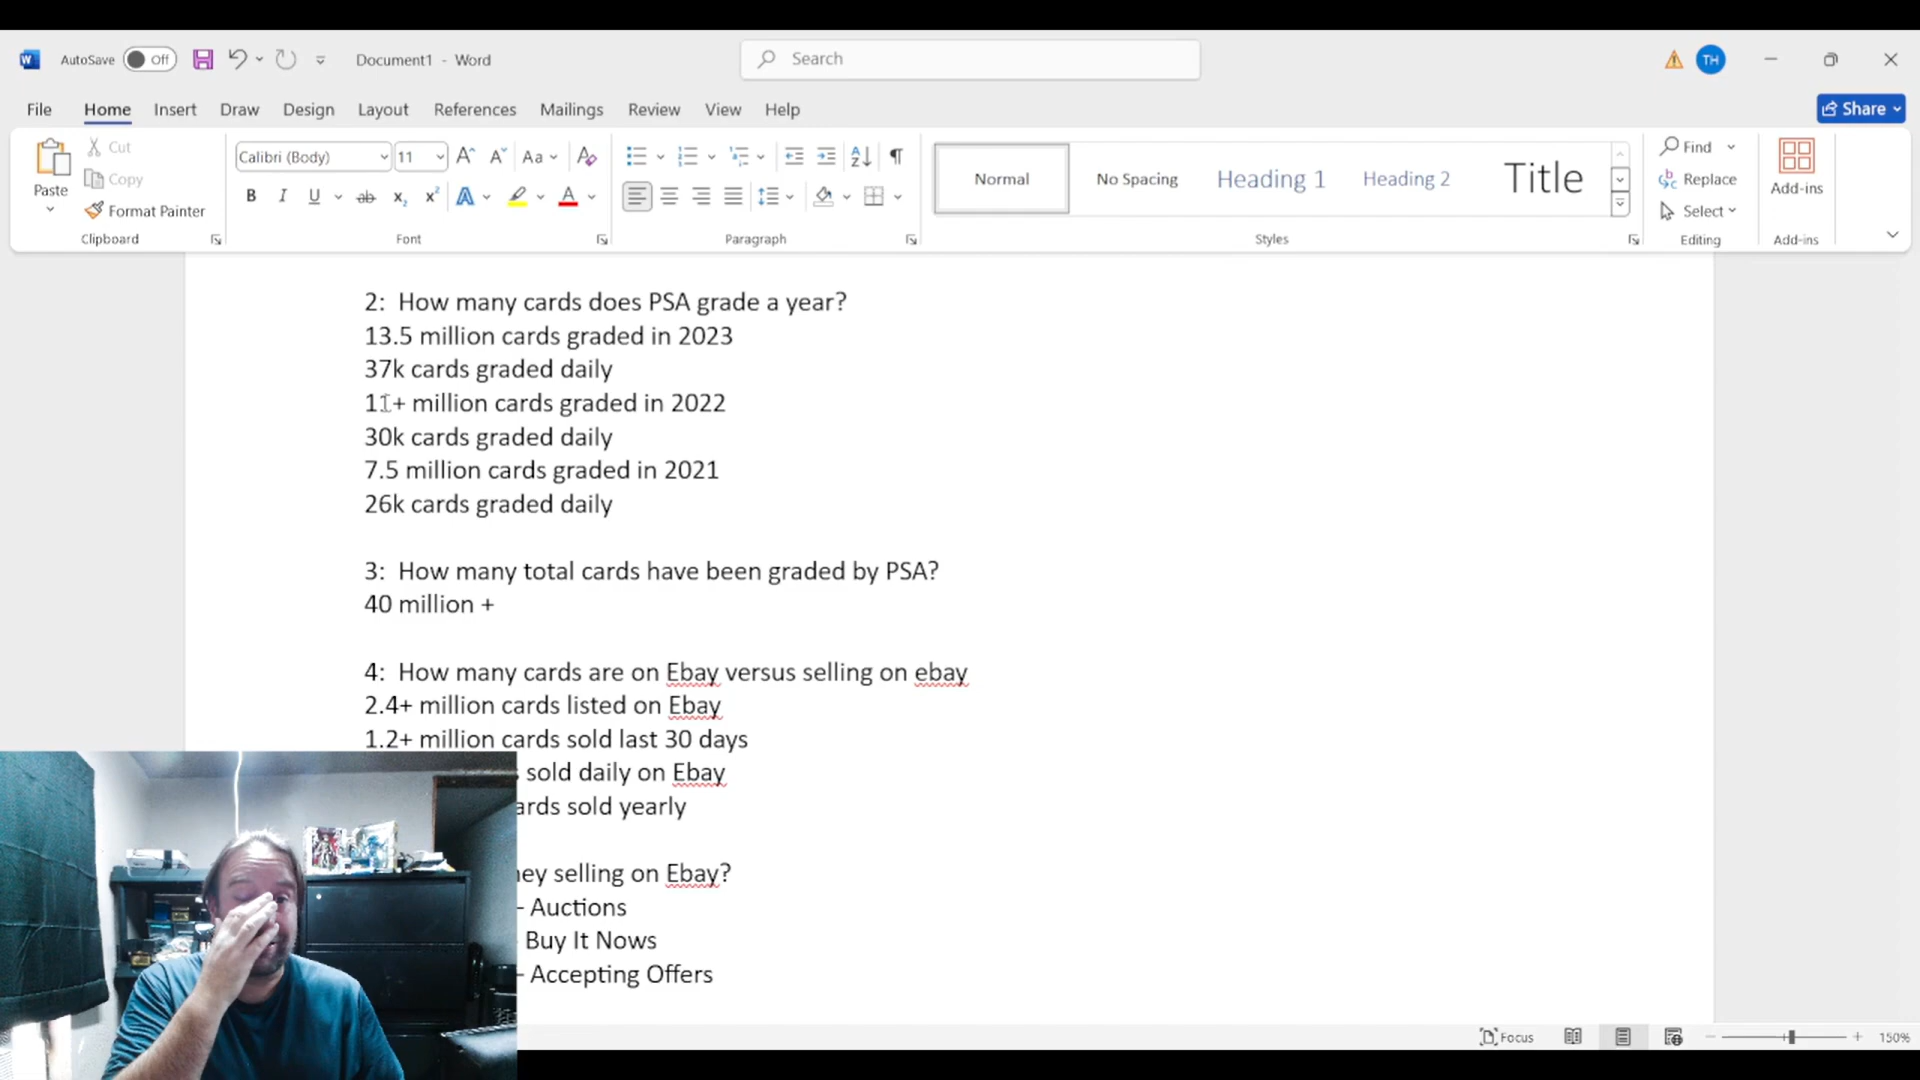 AutoSave Off Document1 - Word Search TH
File Home Insert Draw Design Layout References Mailings Review View Help Share
Paste Cut Copy Format Painter Clipboard
Calibri (Body) 11 Aa Font
Paragraph
Normal No Spacing Heading 1 Heading 2 Title Styles
Find Replace Select Editing
Add-ins Add-ins
2: How many cards does PSA grade a year?
13.5 million cards graded in 2023
37k cards graded daily
11+ million cards graded in 2022
30k cards graded daily
7.5 million cards graded in 2021
26k cards graded daily
3: How many total cards have been graded by PSA?
40 million +
4: How many cards are on Ebay versus selling on ebay
2.4+ million cards listed on Ebay
1.2+ million cards sold last 30 days
sold daily on Ebay
ards sold yearly
hey selling on Ebay?
- Auctions
- Buy It Nows
- Accepting Offers
Focus 150%